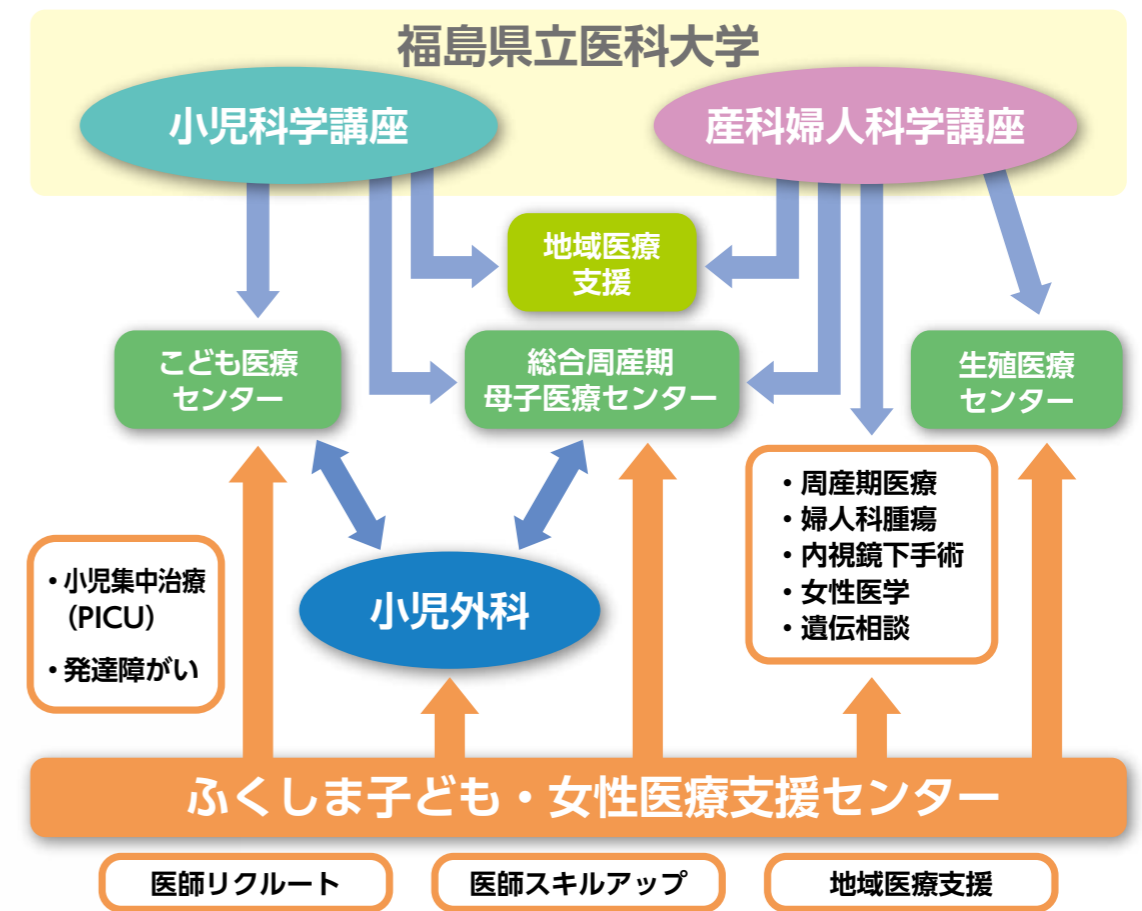 福島県立医科大学
小児科学講座
産科婦人科学講座
地域医療
支援
こども医療
センター
総合周産期
母子医療センター
生殖医療
センター
・周産期医療
・婦人科腫瘍
・内視鏡下手術
・女性医学
・遺伝相談
・小児集中治療
（PICU）
・発達障がい
小児外科
ふくしま子ども・女性医療支援センター
医師リクルート
医師スキルアップ
地域医療支援